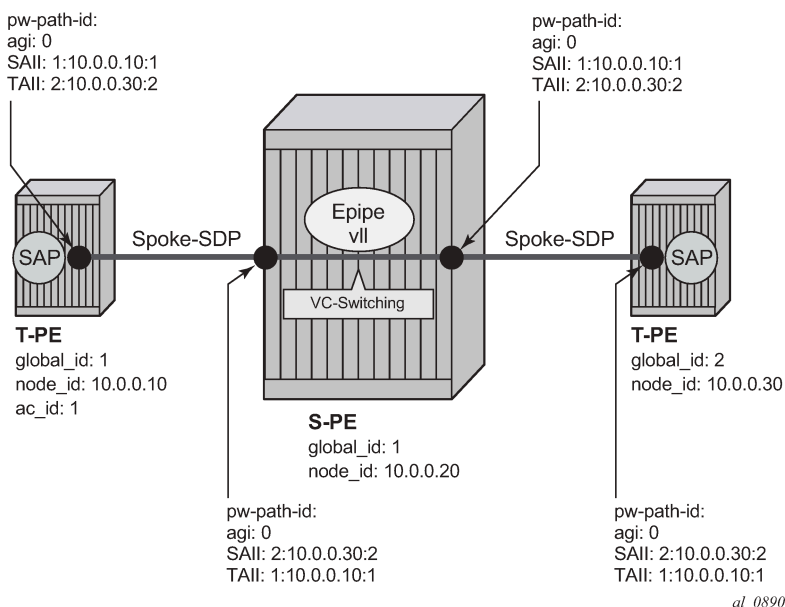 pw-path-id:
agi: 0
SAII: 1:10.0.0.10:1
TAII: 2:10.0.0.30:2
pw-path-id:
agi: 0
SAII: 1:10.0.0.10:1
TAII: 2:10.0.0.30:2
SAP
Spoke-SDP
Epipe
vll
VC-Switching
Spoke-SDP
SAP
T-PE
global_id: 1
node_id: 10.0.0.10
ac_id: 1
S-PE
global_id: 1
node_id: 10.0.0.20
T-PE
global_id: 2
node_id: 10.0.0.30
pw-path-id:
agi: 0
SAII: 2:10.0.0.30:2
TAII: 1:10.0.0.10:1
pw-path-id:
agi: 0
SAII: 2:10.0.0.30:2
TAII: 1:10.0.0.10:1
al_0890